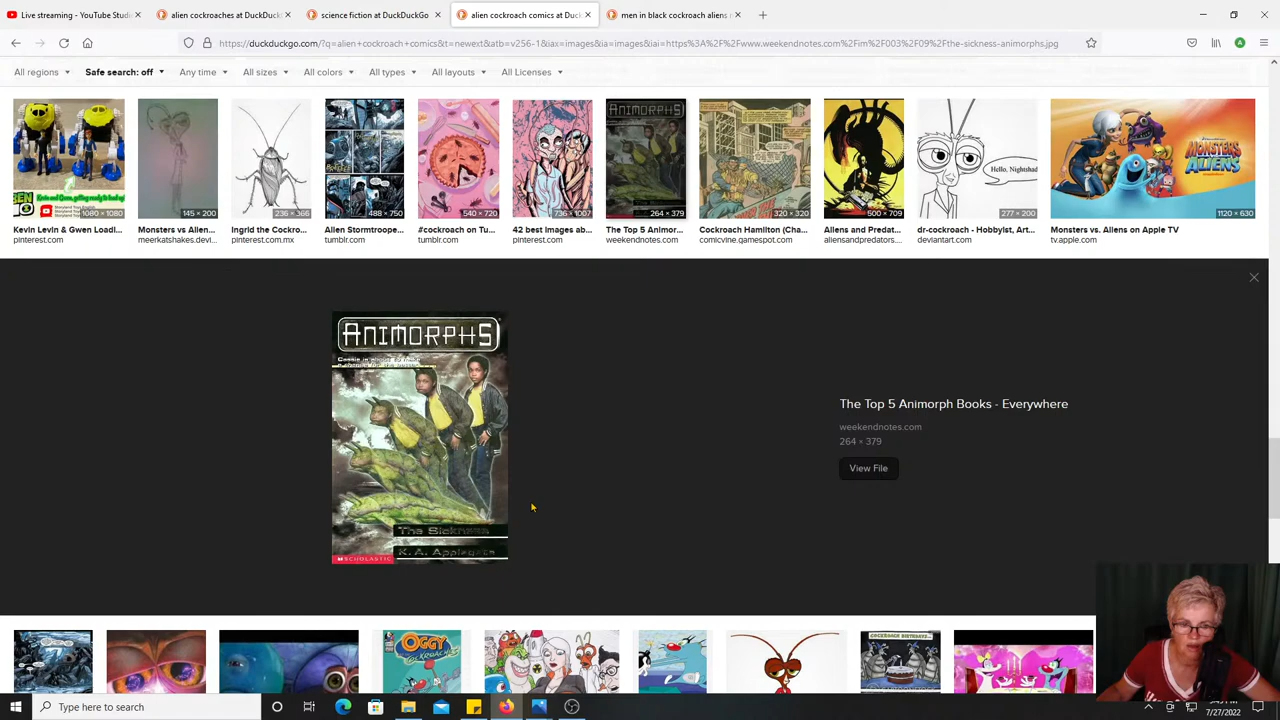 Live streaming - YouTube Studi
alien cockroaches at DuckDuck
science fiction at DuckDuckGo
alien cockroach comics at Duck
men in black cockroach aliens
https://duckduckgo.com/?q=alien+cockroach+comics&t=newext&atb=v256-1&iax=images&ia=images&iai=https%3A%2F%2Fwww.weekendnotes.com%2Fim%2F003%2F09%2Fthe-sickness-animorphs.jpg
All regions Safe search: off Any time All sizes All colors All types All layouts All Licenses
ANIMORPHS
MONSTERS ALIENS
Hello, Nightshad
1080 × 1080
145 × 200
236 × 366
488 × 750
540 × 720
736 × 1007
264 × 379
320 × 320
500 × 709
277 × 200
1120 × 630
Kevin Levin & Gwen Loadi...
Monsters vs Alien...
Ingrid the Cockro...
Alien Stormtroope...
#cockroach on Tu...
42 best images ab...
The Top 5 Animor...
Cockroach Hamilton (Cha...
Aliens and Predat...
dr-cockroach - Hobbyist, Art...
Monsters vs. Aliens on Apple TV
pinterest.com
meerkatshakes.devi...
pinterest.com.mx
tumblr.com
tumblr.com
pinterest.com
weekendnotes.com
comicvine.gamespot.com
aliensandpredators....
deviantart.com
tv.apple.com
ANIMORPHS
The Sickness
K. A. Applegate
SCHOLASTIC
The Top 5 Animorph Books - Everywhere
weekendnotes.com
264 × 379
View File
OGGY
COCKROACH BIRTHDAYS
Type here to search
7/27/2022